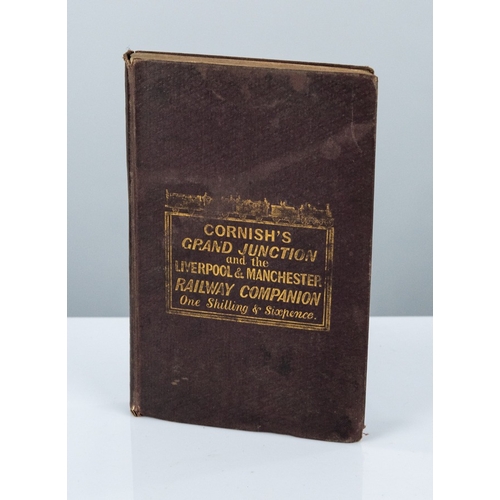 CORNISH'S
GRAND JUNCTION
and the
LIVERPOOL & MANCHESTER.
RAILWAY COMPANION
One Shilling & Sixpence.